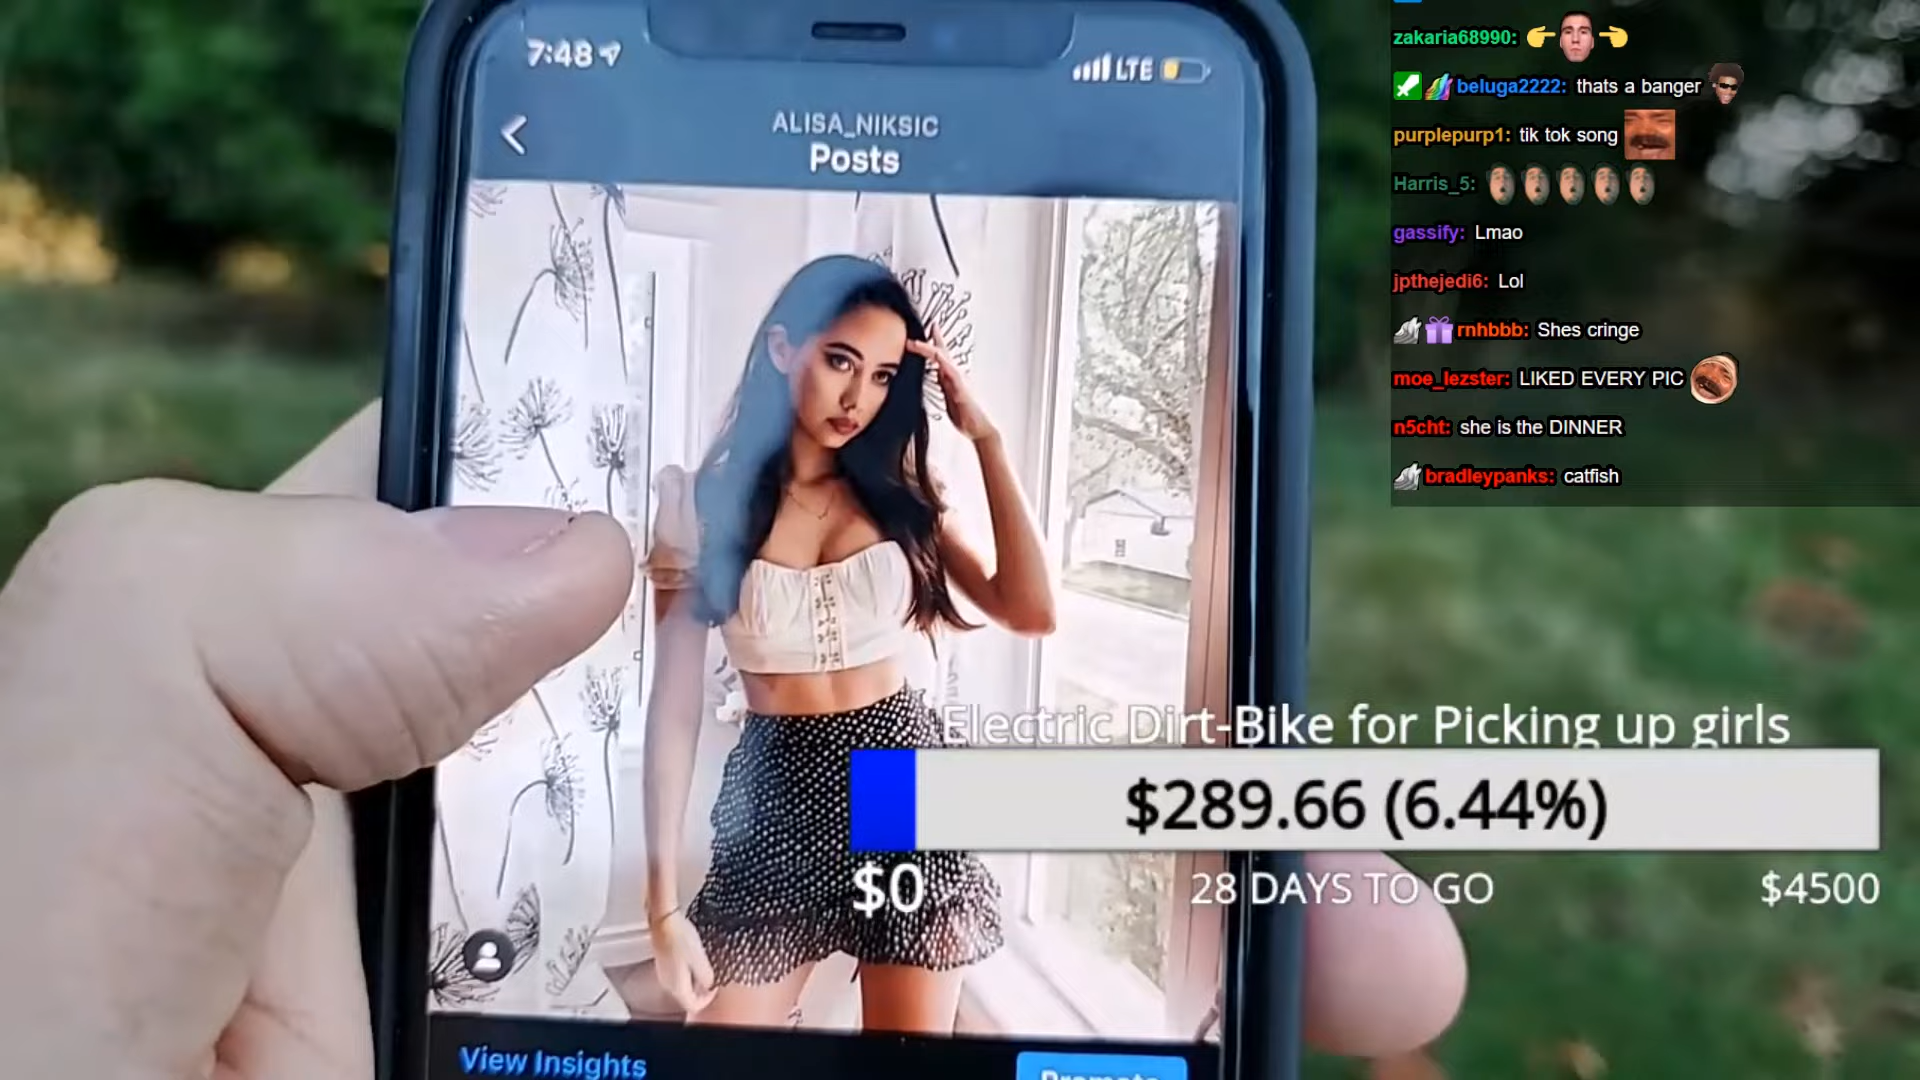 7:48
LTE
ALISA_NIKSIC
Posts
View Insights
Promote
zakaria68990:
beluga2222: thats a banger
purplepurp1: tik tok song
Harris_5:
gassify: Lmao
jpthejedi6: Lol
rnhbbb: Shes cringe
moe_lezster: LIKED EVERY PIC
n5cht: she is the DINNER
bradleypanks: catfish
Electric Dirt-Bike for Picking up girls
$289.66 (6.44%)
$0 28 DAYS TO GO $4500